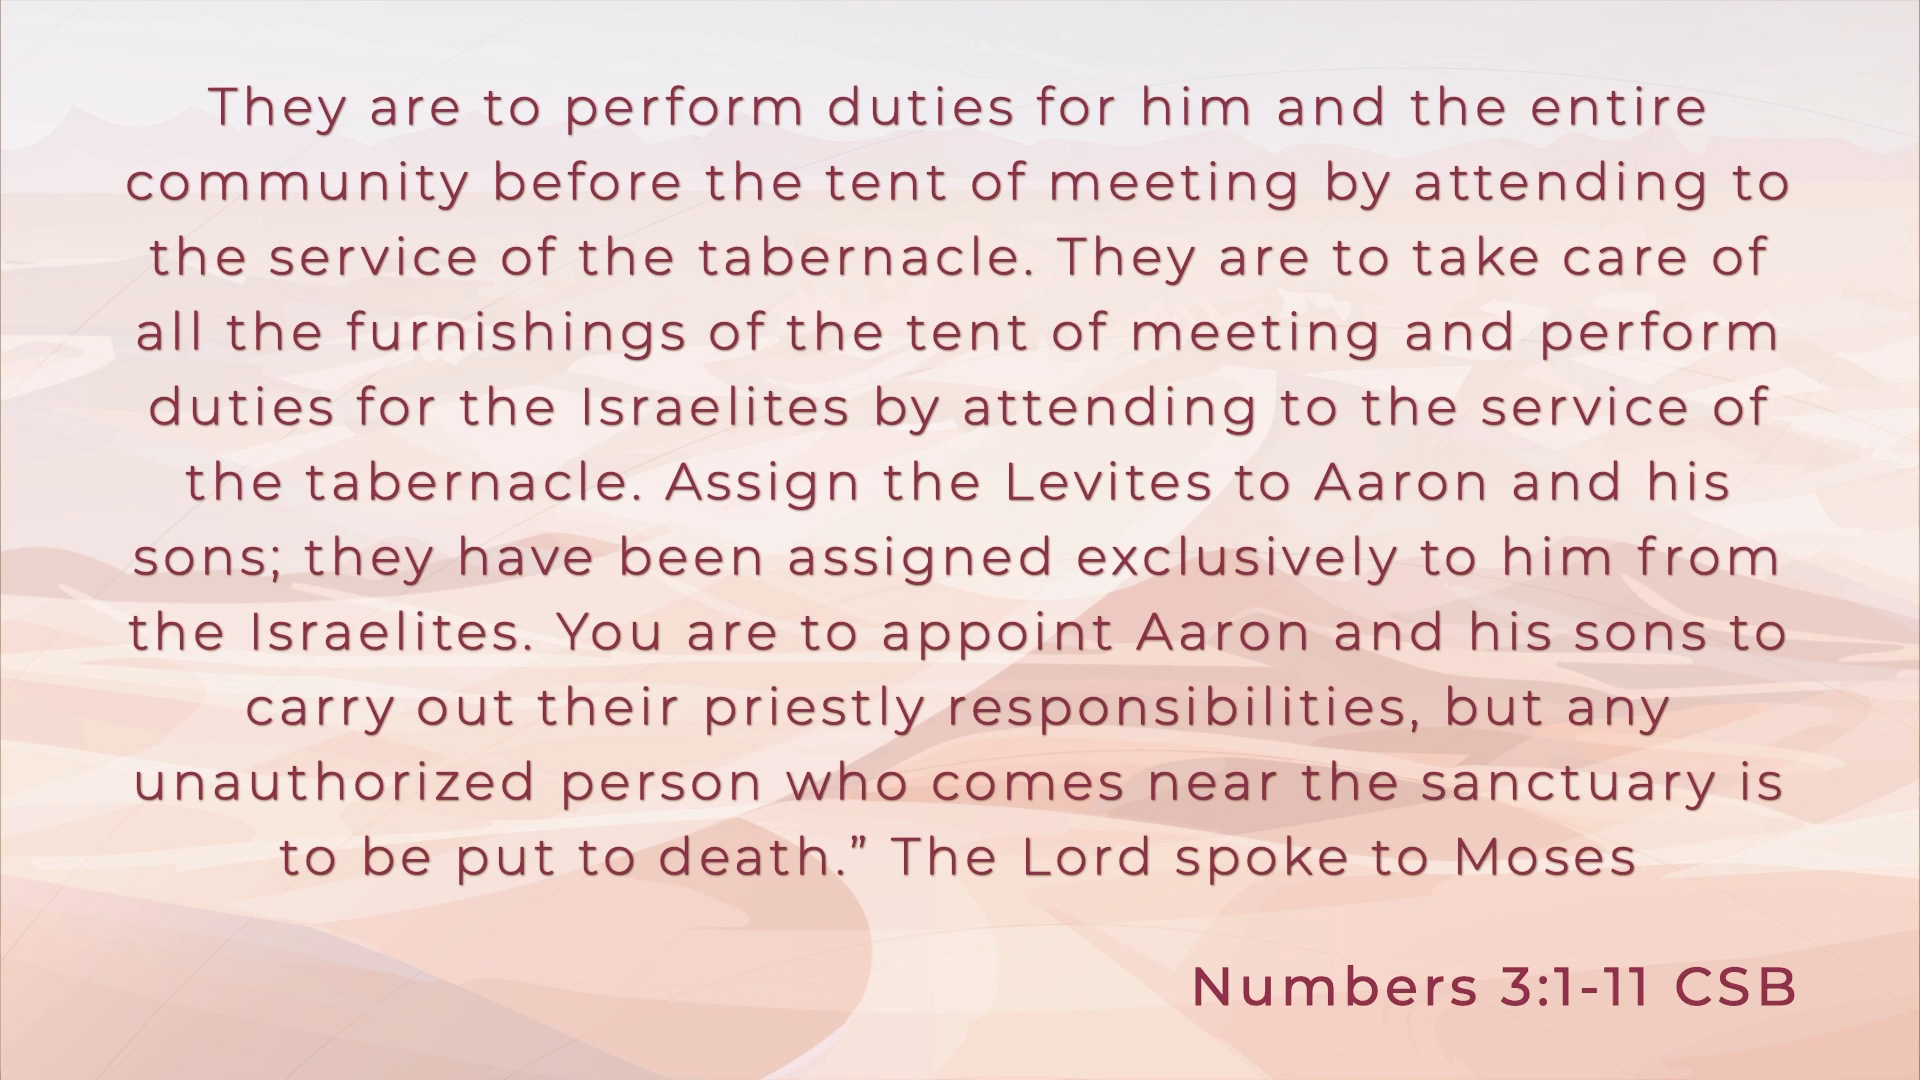 They are to perform duties for him and the entire
community before the tent of meeting by attending to
the service of the tabernacle. They are to take care of
all the furnishings of the tent of meeting and perform
duties for the Israelites by attending to the service of
the tabernacle. Assign the Levites to Aaron and his
sons; they have been assigned exclusively to him from
the Israelites. You are to appoint Aaron and his sons to
carry out their priestly responsibilities, but any
unauthorized person who comes near the sanctuary is
to be put to death.” The Lord spoke to Moses
Numbers 3:1-11 CSB